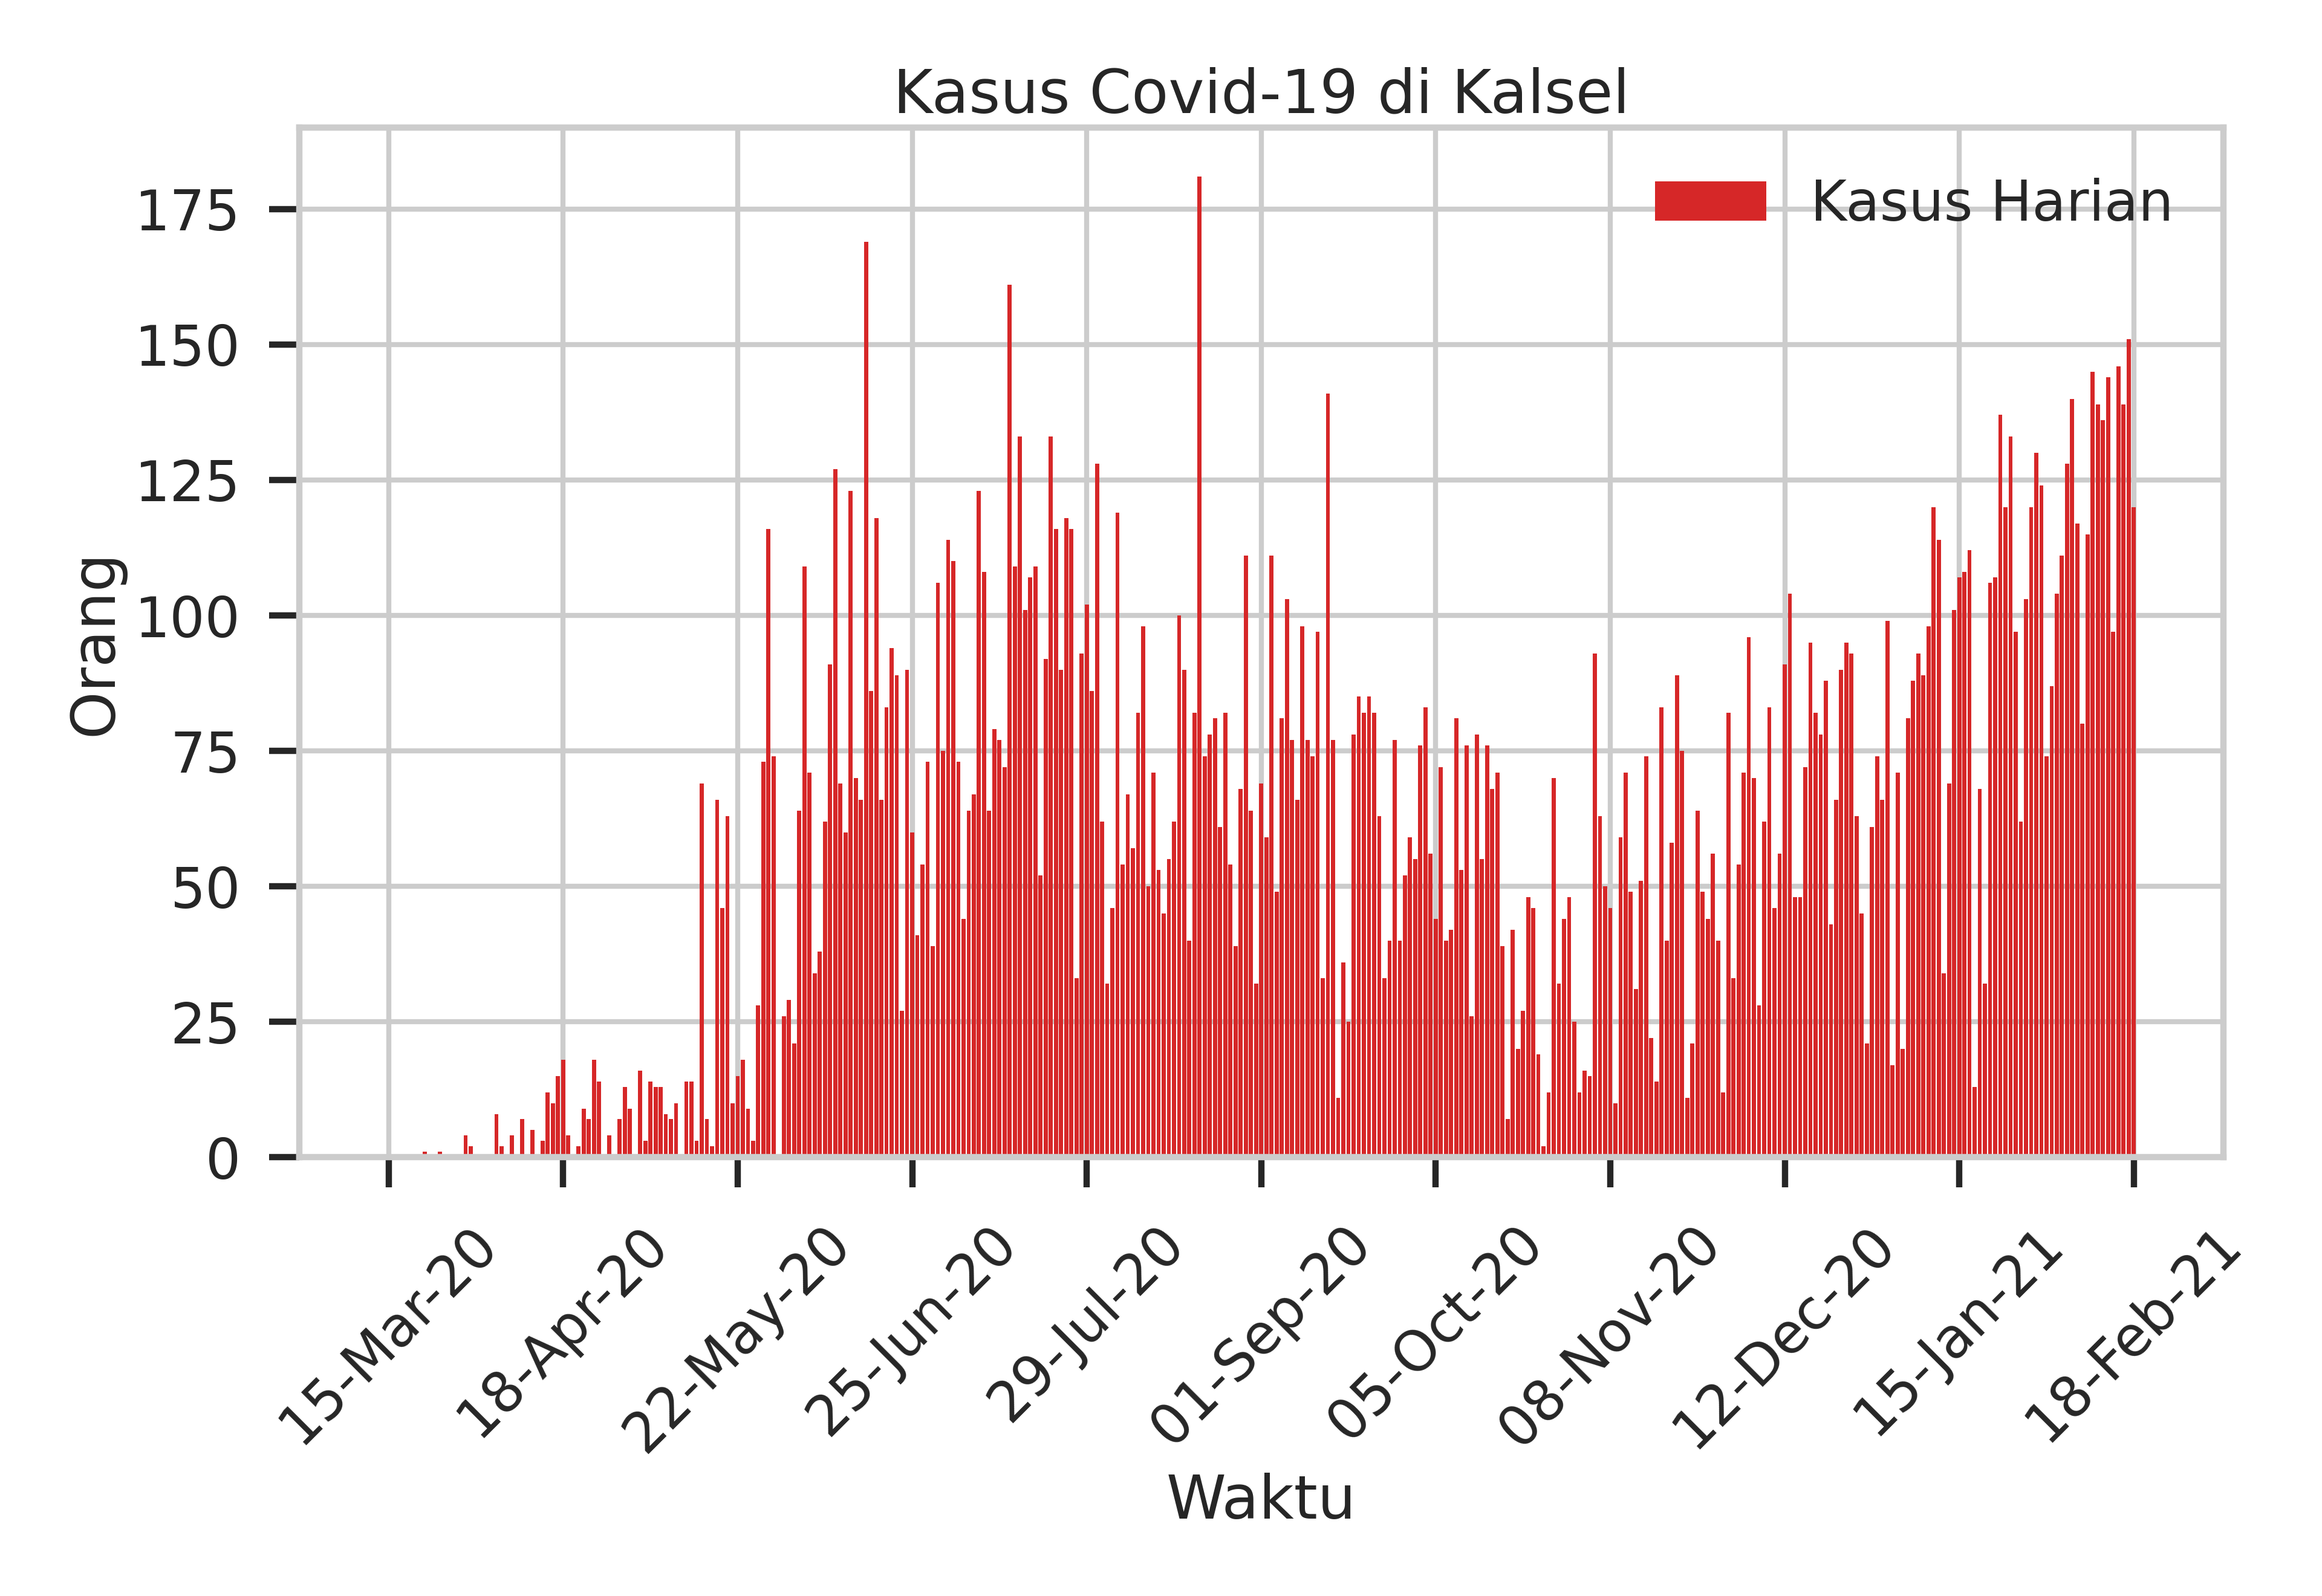 Kasus Covid-19 di Kalsel
Kasus Harian
175
150
125
100
75
50
25
0
Orang
15-Mar-20
18-Apr-20
22-May-20
25-Jun-20
29-Jul-20
01-Sep-20
05-Oct-20
08-Nov-20
12-Dec-20
15-Jan-21
18-Feb-21
Waktu